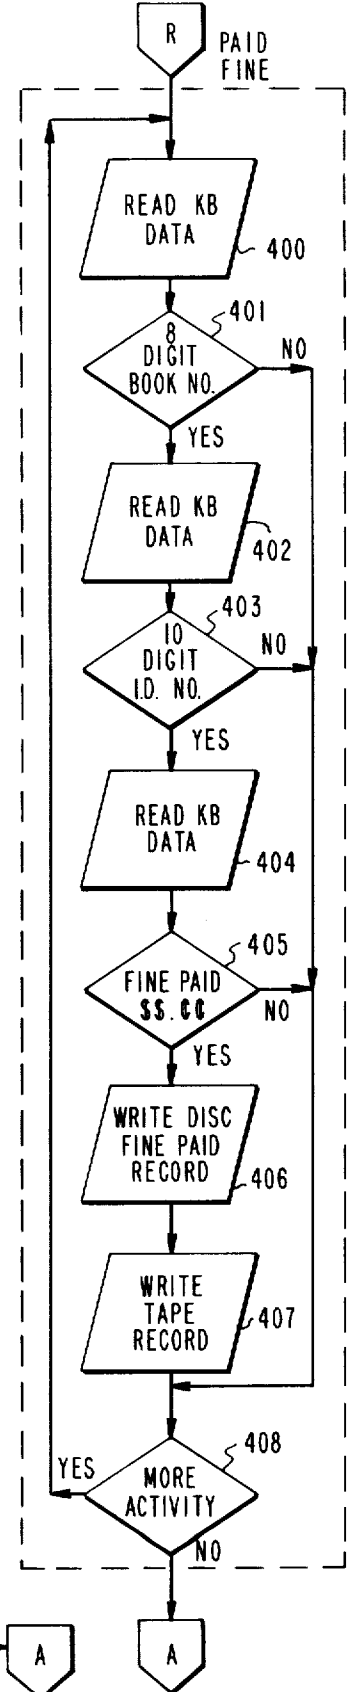 R
PAID
FINE
READ KB
DATA
400
401
8
DIGIT
BOOK NO.
NO
YES
READ KB
DATA
402
403
10
DIGIT
I.D. NO.
NO
YES
READ KB
DATA
404
405
FINE PAID
$$.¢¢
NO
YES
WRITE DISC
FINE PAID
RECORD
406
WRITE
TAPE
RECORD
407
408
YES
MORE
ACTIVITY
NO
A
A